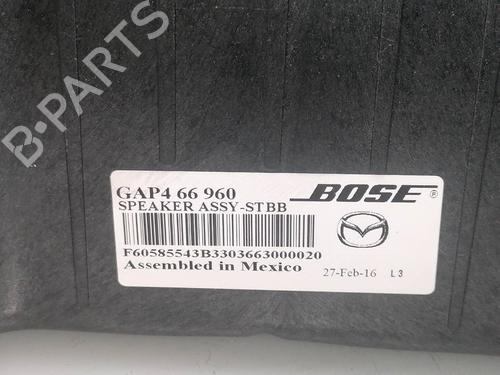 B-PARTS
GAP4 66 960
BOSE®
SPEAKER ASSY-STBB
F60585543B3303663000020
Assembled in Mexico
27-Feb-16 L3